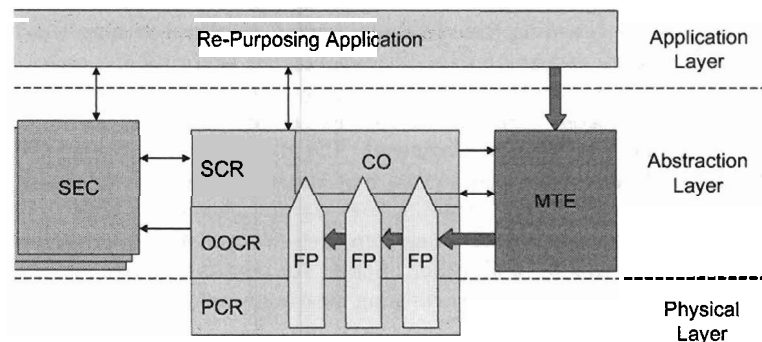 Re-Purposing Application
Application
Layer
SEC
SCR
CO
MTE
Abstraction
Layer
OOCR
FP
FP
FP
PCR
Physical
Layer